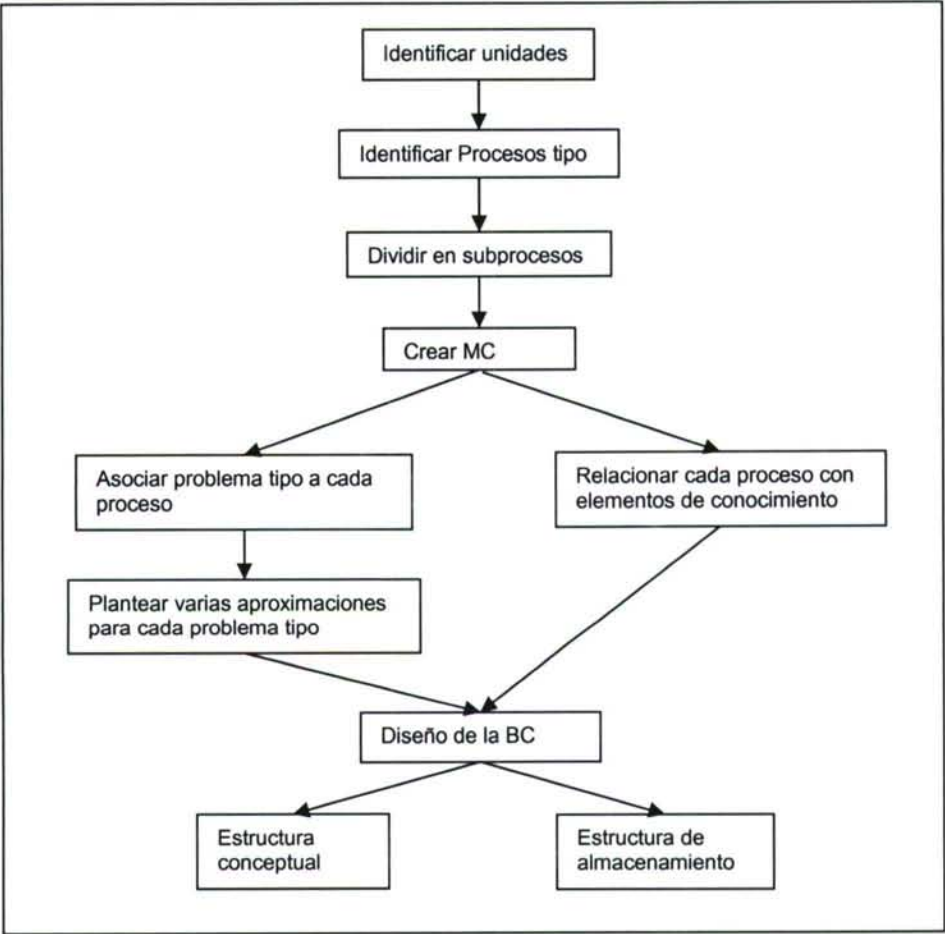 Identificar unidades
Identificar Procesos tipo
Dividir en subprocesos
Crear MC
Asociar problema tipo a cada
proceso
Relacionar cada proceso con
elementos de conocimiento
Plantear varias aproximaciones
para cada problema tipo
Diseño de la BC
Estructura
conceptual
Estructura de
almacenamiento